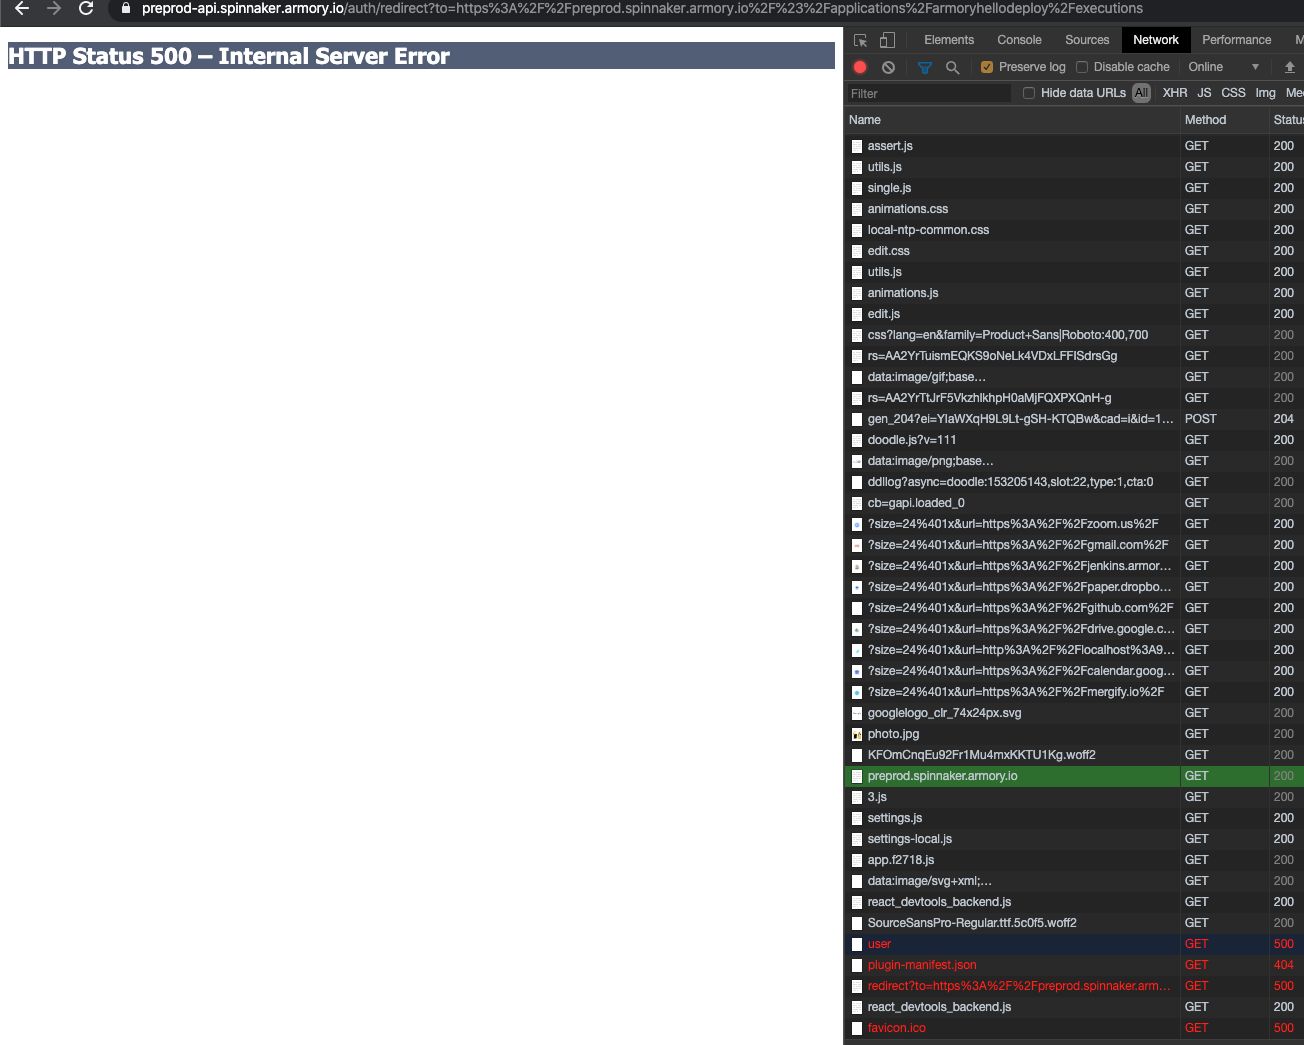 preprod-api.spinnaker.armory.io/auth/redirect?to=https%3A%2F%2Fpreprod.spinnaker.armory.io%2F%23%2Fapplications%2Farmoryhellodeploy%2Fexecutions
HTTP Status 500 – Internal Server Error
Elements Console Sources Network Performance M
Preserve log Disable cache Online
Filter Hide data URLs All XHR JS CSS Img Me
Name Method Status
assert.js GET 200
utils.js GET 200
single.js GET 200
animations.css GET 200
local-ntp-common.css GET 200
edit.css GET 200
utils.js GET 200
animations.js GET 200
edit.js GET 200
css?lang=en&family=Product+Sans|Roboto:400,700 GET 200
rs=AA2YrTuismEQKS9oNeLk4VDxLFFISdrsGg GET 200
data:image/gif;base… GET 200
rs=AA2YrTtJrF5VkzhlkhpH0aMjFQXPXQnH-g GET 200
gen_204?ei=YIaWXqH9L9Lt-gSH-KTQBw&cad=i&id=1… POST 204
doodle.js?v=111 GET 200
data:image/png;base… GET 200
ddllog?async=doodle:153205143,slot:22,type:1,cta:0 GET 200
cb=gapi.loaded_0 GET 200
?size=24%401x&url=https%3A%2F%2Fzoom.us%2F GET 200
?size=24%401x&url=https%3A%2F%2Fgmail.com%2F GET 200
?size=24%401x&url=https%3A%2F%2Fjenkins.armor… GET 200
?size=24%401x&url=https%3A%2F%2Fpaper.dropbo… GET 200
?size=24%401x&url=https%3A%2F%2Fgithub.com%2F GET 200
?size=24%401x&url=https%3A%2F%2Fdrive.google.c… GET 200
?size=24%401x&url=http%3A%2F%2Flocalhost%3A9… GET 200
?size=24%401x&url=https%3A%2F%2Fcalendar.goog… GET 200
?size=24%401x&url=https%3A%2F%2Fmergify.io%2F GET 200
googlelogo_clr_74x24px.svg GET 200
photo.jpg GET 200
KFOmCnqEu92Fr1Mu4mxKKTU1Kg.woff2 GET 200
preprod.spinnaker.armory.io GET 200
3.js GET 200
settings.js GET 200
settings-local.js GET 200
app.f2718.js GET 200
data:image/svg+xml;… GET 200
react_devtools_backend.js GET 200
SourceSansPro-Regular.ttf.5c0f5.woff2 GET 200
user GET 500
plugin-manifest.json GET 404
redirect?to=https%3A%2F%2Fpreprod.spinnaker.arm… GET 500
react_devtools_backend.js GET 200
favicon.ico GET 500